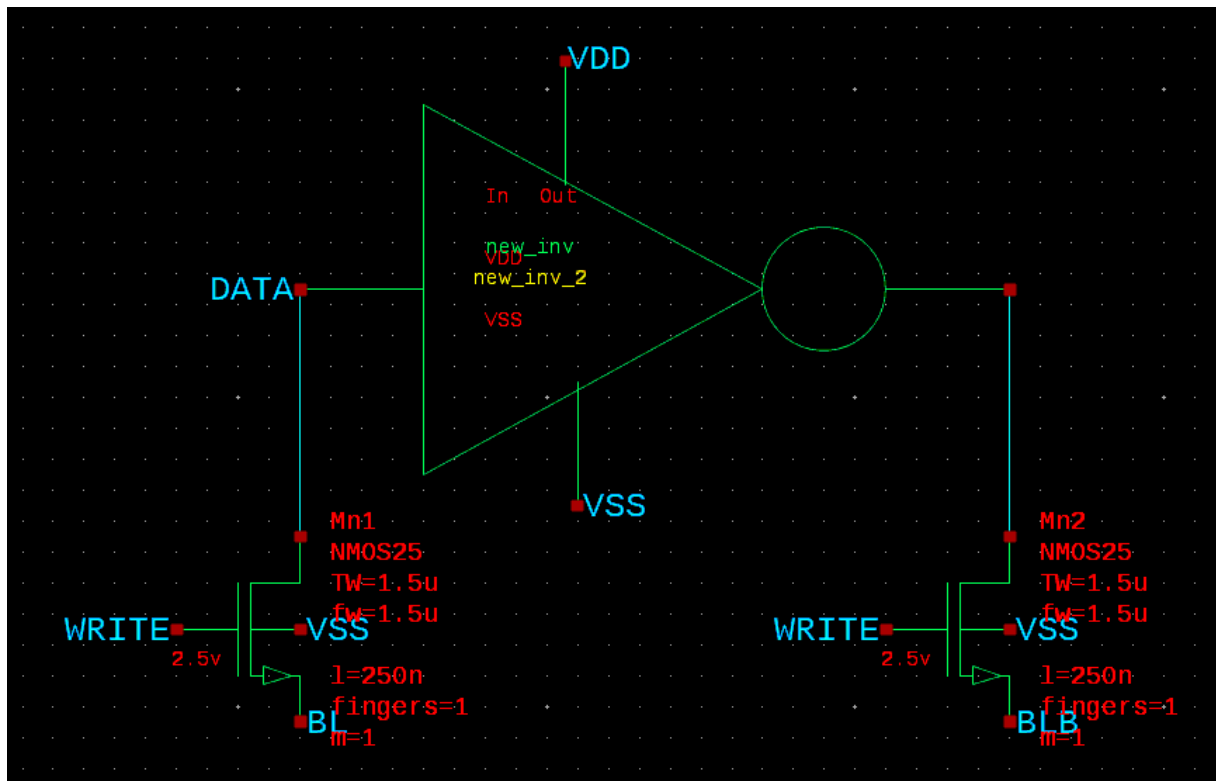 VDD
In Out
new_inv
VDD
new_inv_2
DATA
VSS
VSS
Mn1
NMOS25
TW=1.5u
fw=1.5u
WRITE
VSS
2.5v
l=250n
fingers=1
BL
m=1
Mn2
NMOS25
TW=1.5u
fw=1.5u
WRITE
VSS
2.5v
l=250n
fingers=1
BLB
m=1